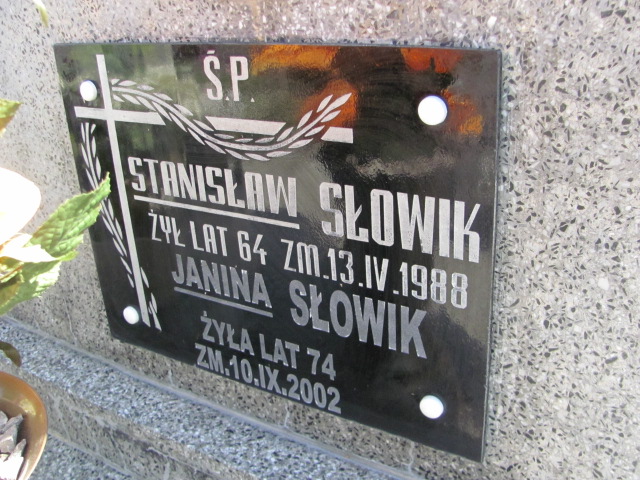 Ś.P.
STANISŁAW SŁOWIK
ŻYŁ LAT 64 ZM.13.IV.1988
JANINA SŁOWIK
ŻYŁA LAT 74
ZM.10.IX.2002